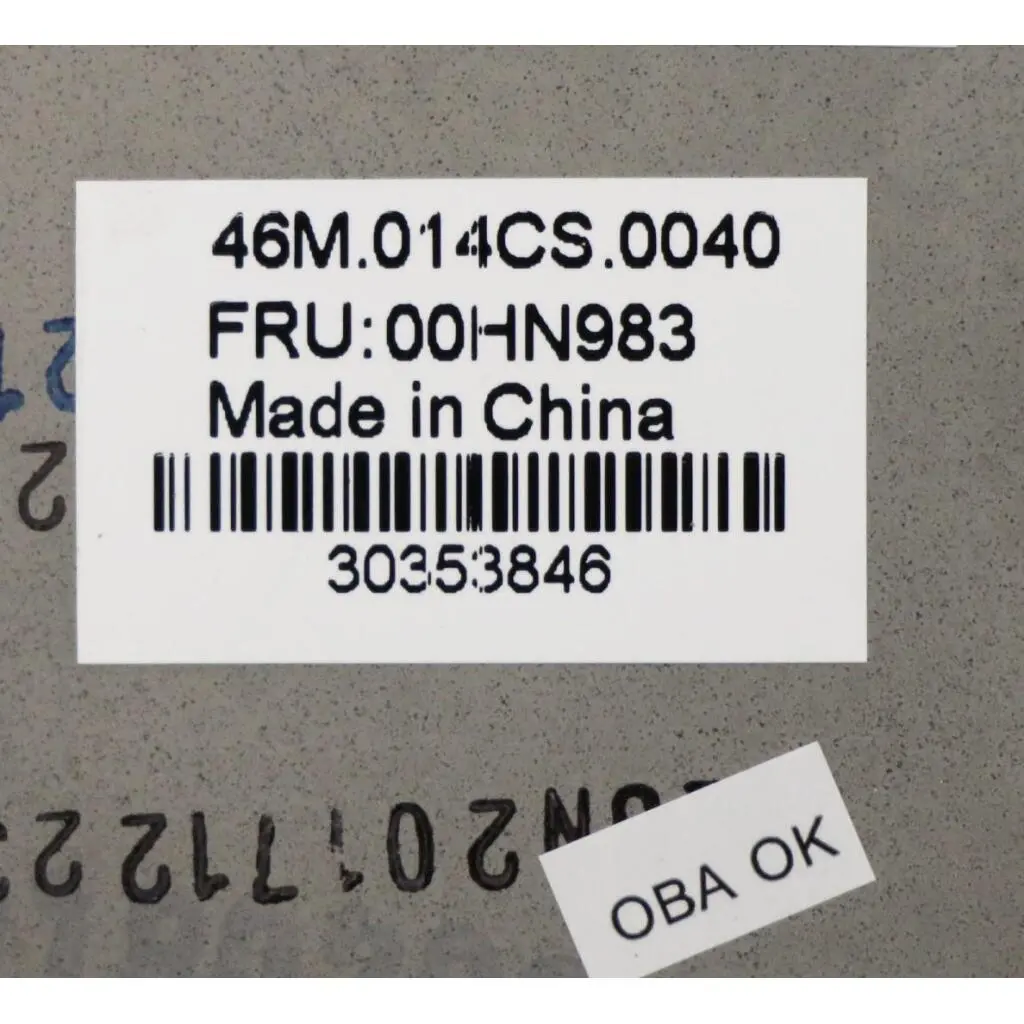 46M.014CS.0040
FRU:00HN983
Made in China
30353846
OBA OK